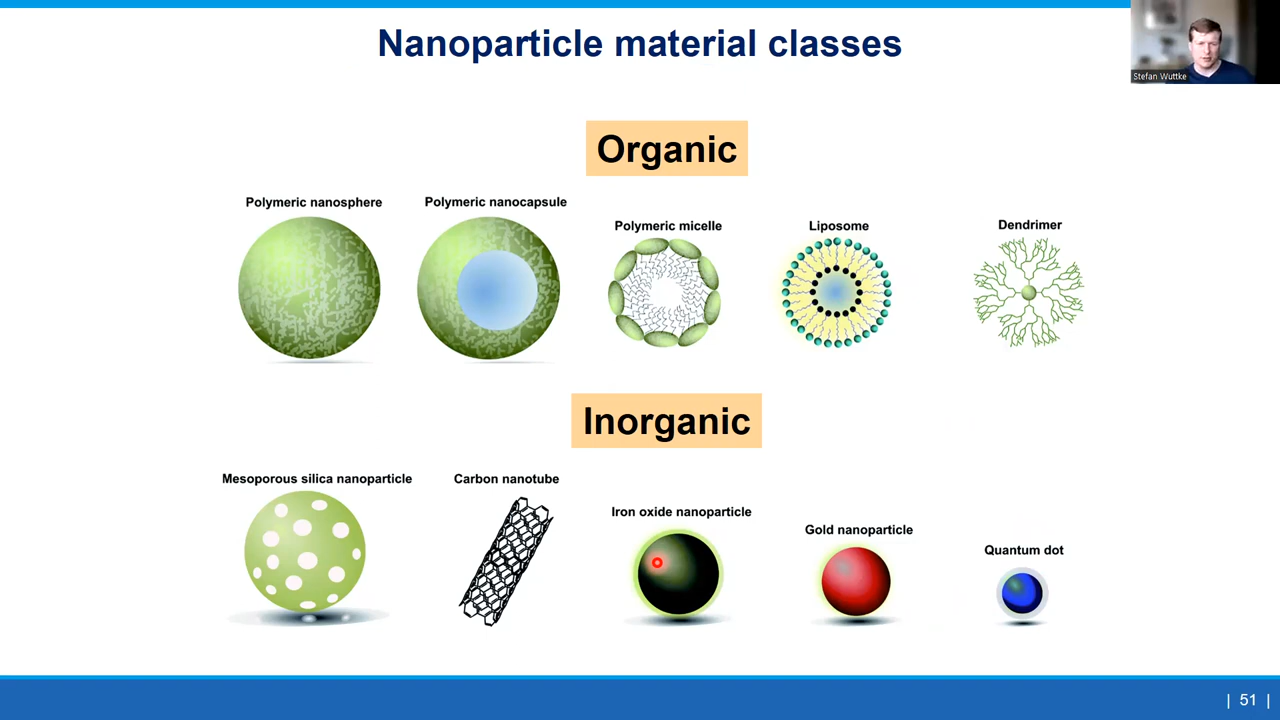 Nanoparticle material classes
Stefan Wuttke
Organic
Polymeric nanosphere
Polymeric nanocapsule
Polymeric micelle
Liposome
Dendrimer
Inorganic
Mesoporous silica nanoparticle
Carbon nanotube
Iron oxide nanoparticle
Gold nanoparticle
Quantum dot
| 51 |